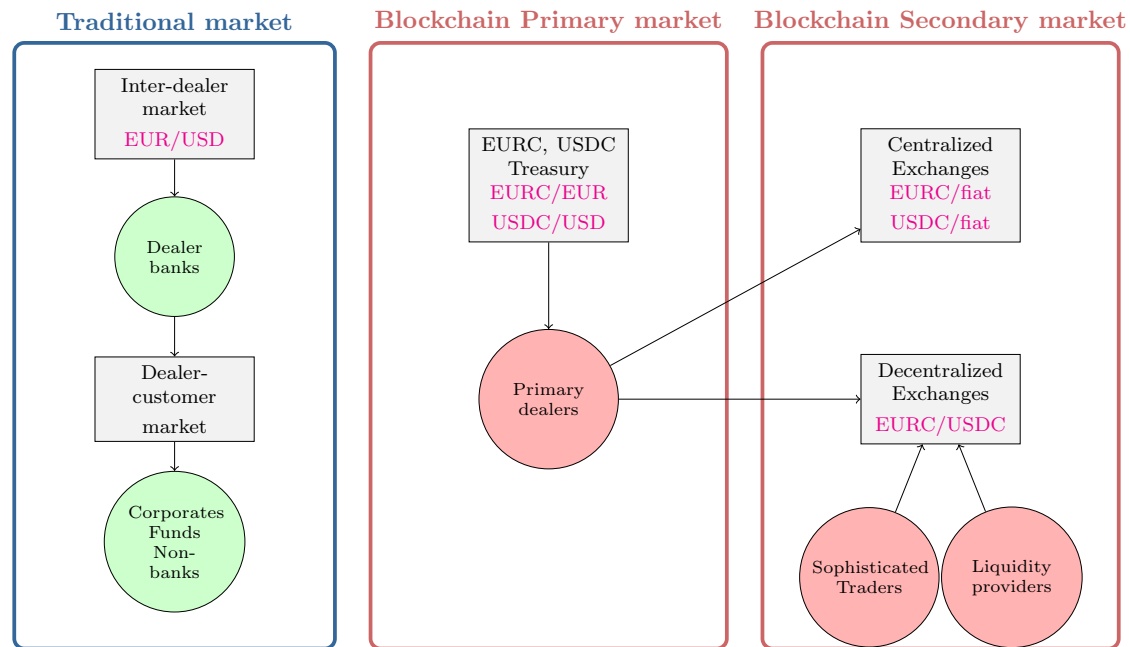 Traditional market
Inter-dealer
market
EUR/USD
Dealer
banks
Dealer-
customer
market
Corporates
Funds
Non-
banks
Blockchain Primary market
EURC, USDC
Treasury
EURC/EUR
USDC/USD
Primary
dealers
Blockchain Secondary market
Centralized
Exchanges
EURC/fiat
USDC/fiat
Decentralized
Exchanges
EURC/USDC
Sophisticated
Traders
Liquidity
providers